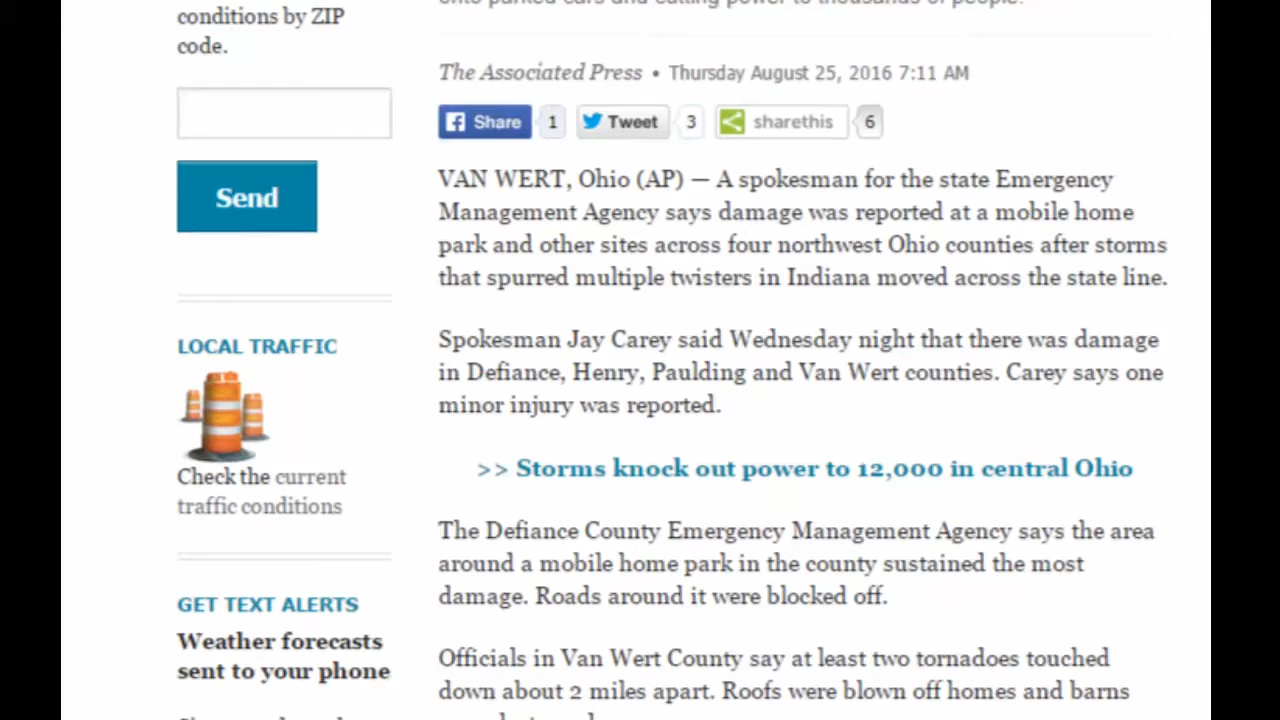 conditions by ZIP
code.
Send
LOCAL TRAFFIC
Check the current
traffic conditions
GET TEXT ALERTS
Weather forecasts
sent to your phone
onto parked cars and cutting power to thousands of people.
The Associated Press • Thursday August 25, 2016 7:11 AM
Share 1 Tweet 3 sharethis 6
VAN WERT, Ohio (AP) — A spokesman for the state Emergency
Management Agency says damage was reported at a mobile home
park and other sites across four northwest Ohio counties after storms
that spurred multiple twisters in Indiana moved across the state line.
Spokesman Jay Carey said Wednesday night that there was damage
in Defiance, Henry, Paulding and Van Wert counties. Carey says one
minor injury was reported.
>> Storms knock out power to 12,000 in central Ohio
The Defiance County Emergency Management Agency says the area
around a mobile home park in the county sustained the most
damage. Roads around it were blocked off.
Officials in Van Wert County say at least two tornadoes touched
down about 2 miles apart. Roofs were blown off homes and barns